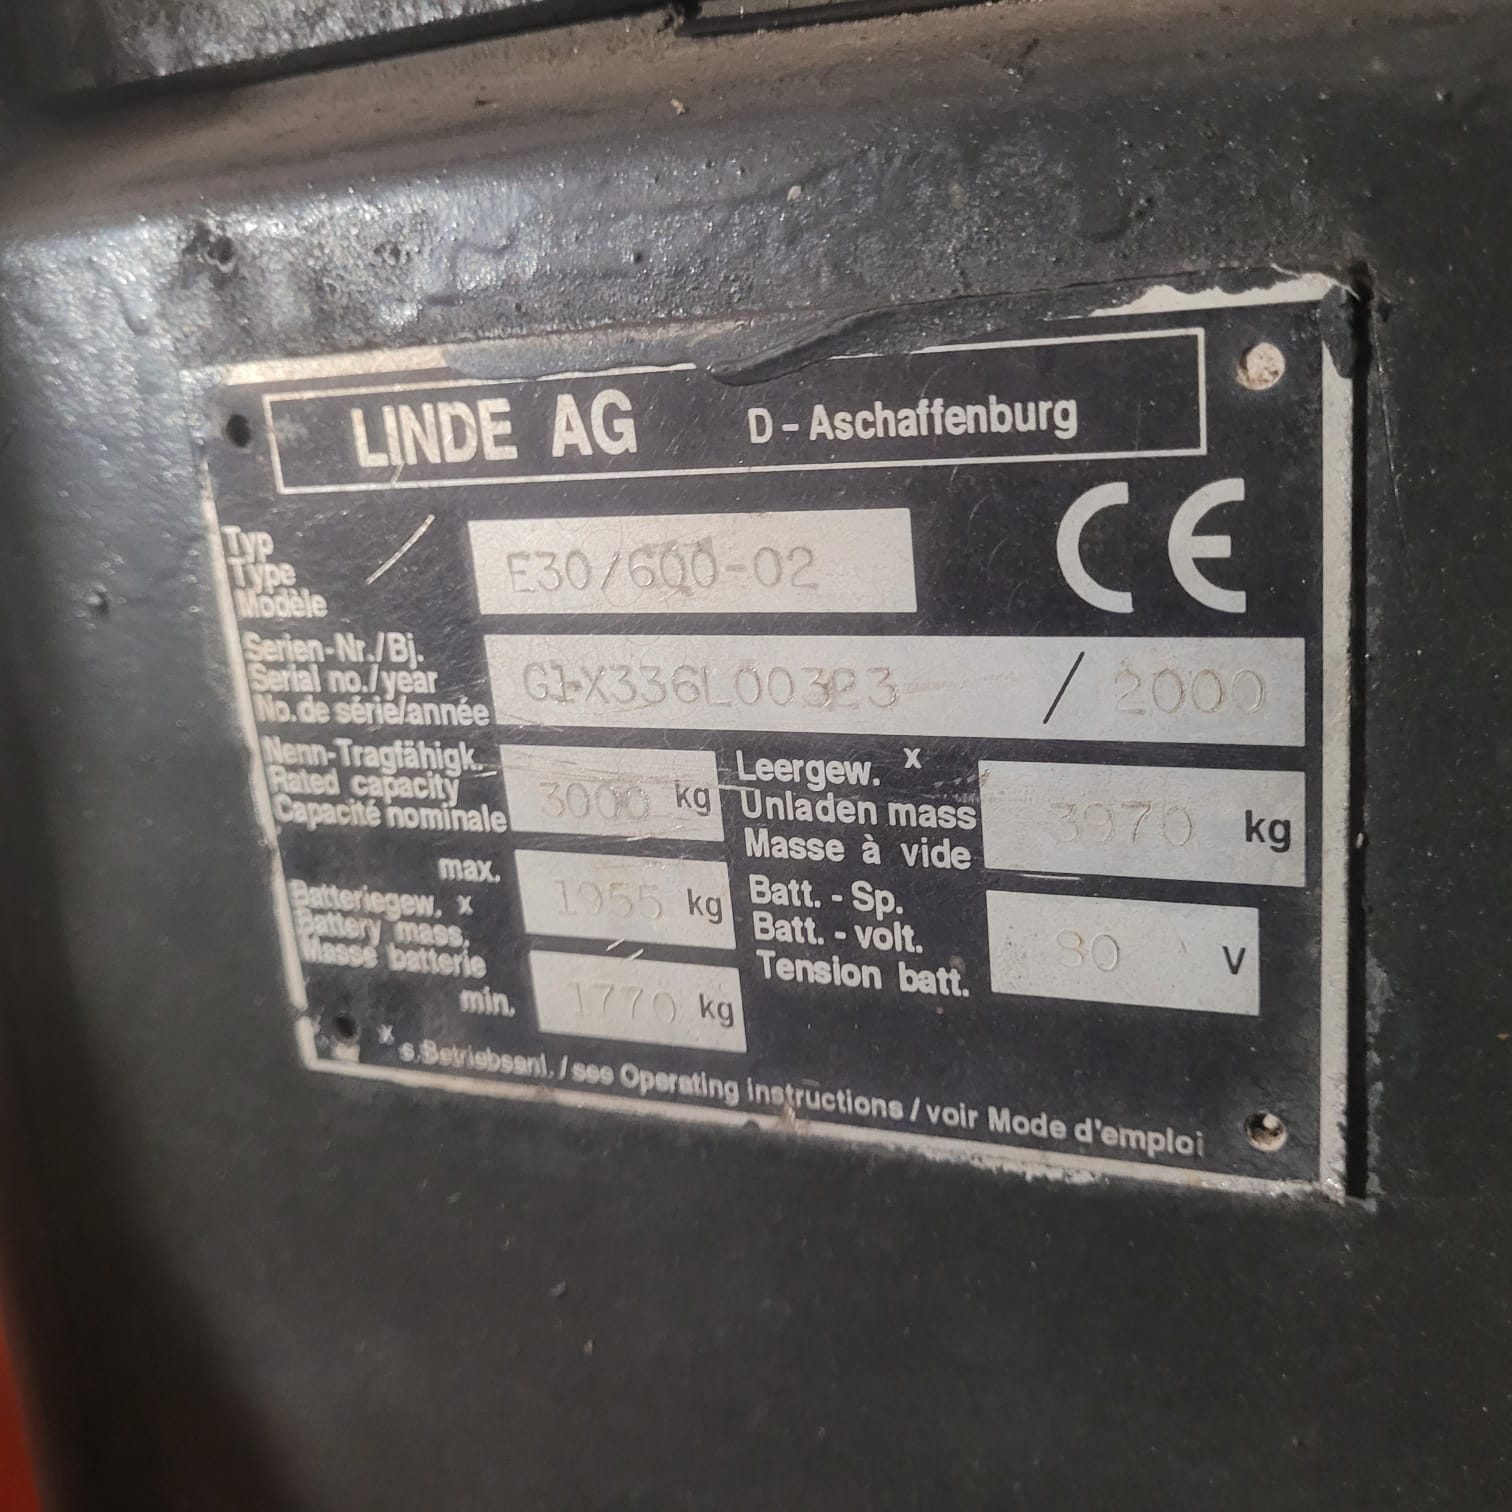 LINDE AG D - Aschaffenburg
CE
Typ
Type
Modèle
E30/600-02
Serien-Nr./Bj.
Serial no./year
No. de série/année
/ 2000
Nenn-Tragfähigk.
Rated capacity
Capacité nominale
3000 kg
Leergew. x
Unladen mass
Masse à vide
3970 kg
max.
1955 kg
Batteriegew. x
Battery mass.
Masse batterie
min.
1770 kg
Batt. - Sp.
Batt. - volt.
Tension batt.
80 V
x s. Betriebsanl. / see Operating instructions / voir Mode d'emploi